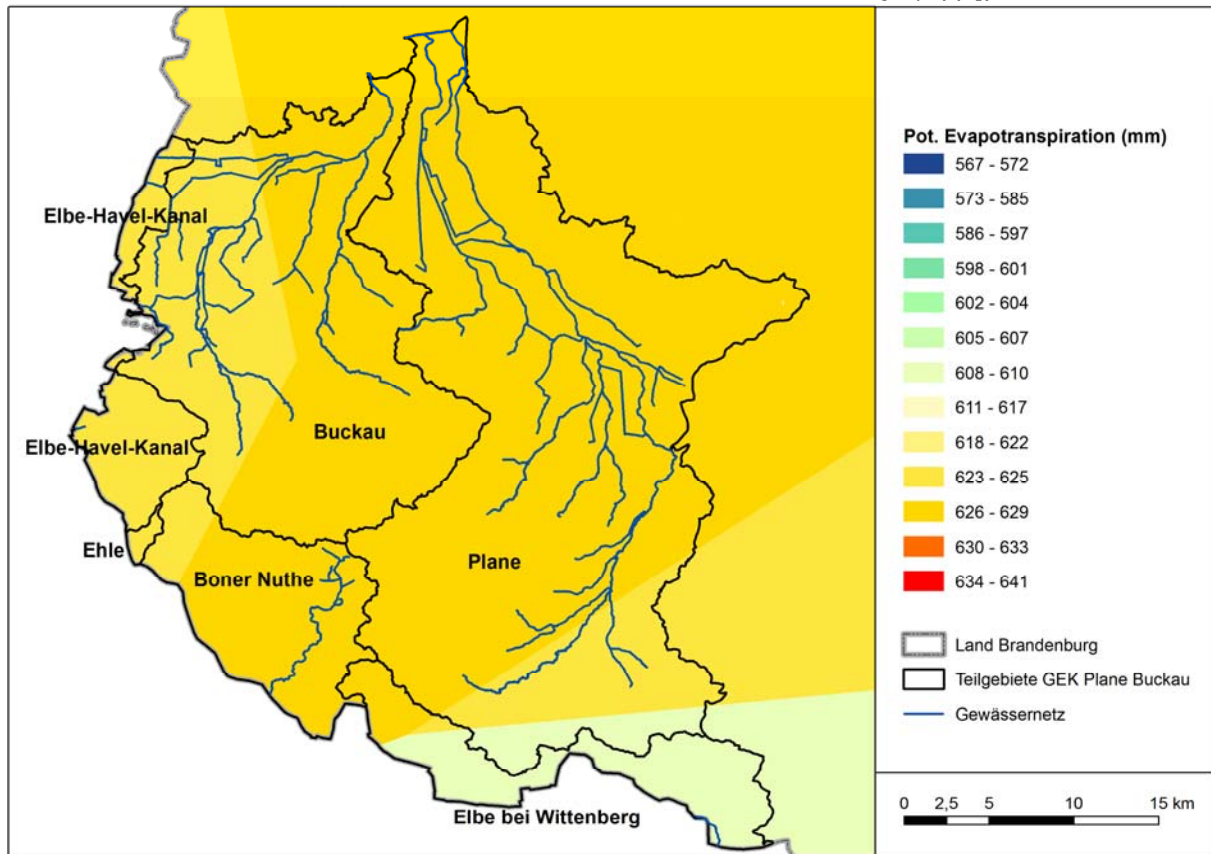 Elbe-Havel-Kanal
Elbe-Havel-Kanal
Buckau
Ehle
Boner Nuthe
Plane
Elbe bei Wittenberg
Pot. Evapotranspiration (mm)
567 - 572
573 - 585
586 - 597
598 - 601
602 - 604
605 - 607
608 - 610
611 - 617
618 - 622
623 - 625
626 - 629
630 - 633
634 - 641
Land Brandenburg
Teilgebiete GEK Plane Buckau
Gewässernetz
0 2,5 5 10 15 km